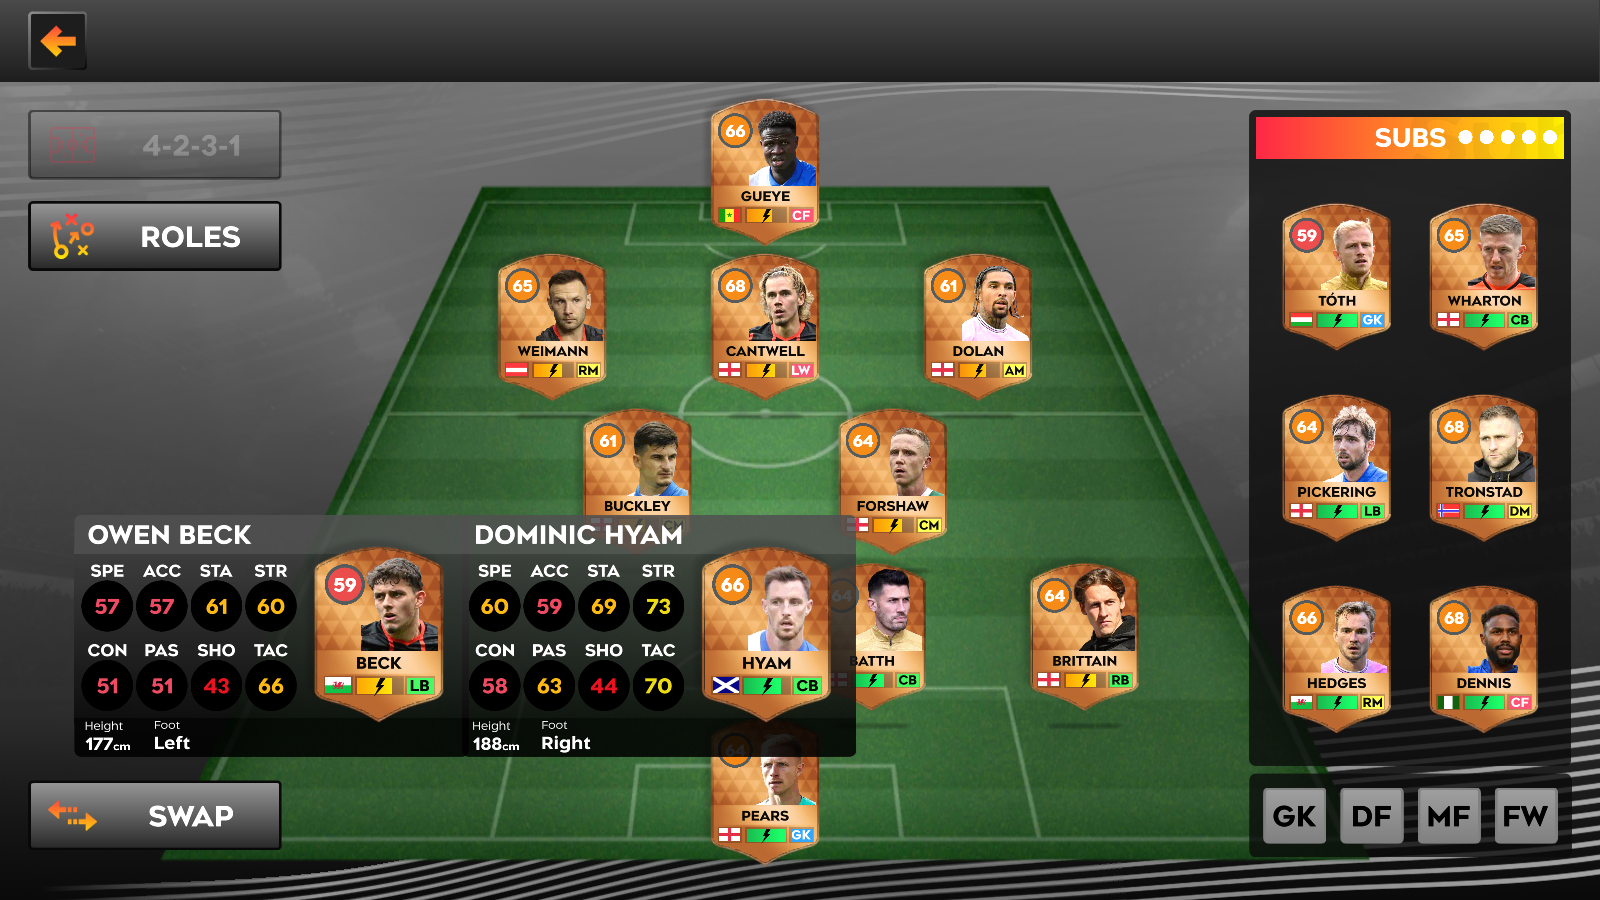 4-2-3-1
ROLES
66
GUEYE
CF
65
WEIMANN
RM
68
CANTWELL
LW
61
DOLAN
AM
61
BUCKLEY
CM
64
FORSHAW
CM
OWEN BECK
SPE ACC STA STR
57 57 61 60
CON PAS SHO TAC
51 51 43 66
Height Foot
177cm Left
59
BECK
LB
DOMINIC HYAM
SPE ACC STA STR
60 59 69 73
CON PAS SHO TAC
58 63 44 70
Height Foot
188cm Right
66
HYAM
CB
64
BATTH
CB
64
BRITTAIN
RB
64
PEARS
GK
SWAP
SUBS
59
TÓTH
GK
65
WHARTON
CB
64
PICKERING
LB
68
TRONSTAD
DM
66
HEDGES
RM
68
DENNIS
CF
GK DF MF FW